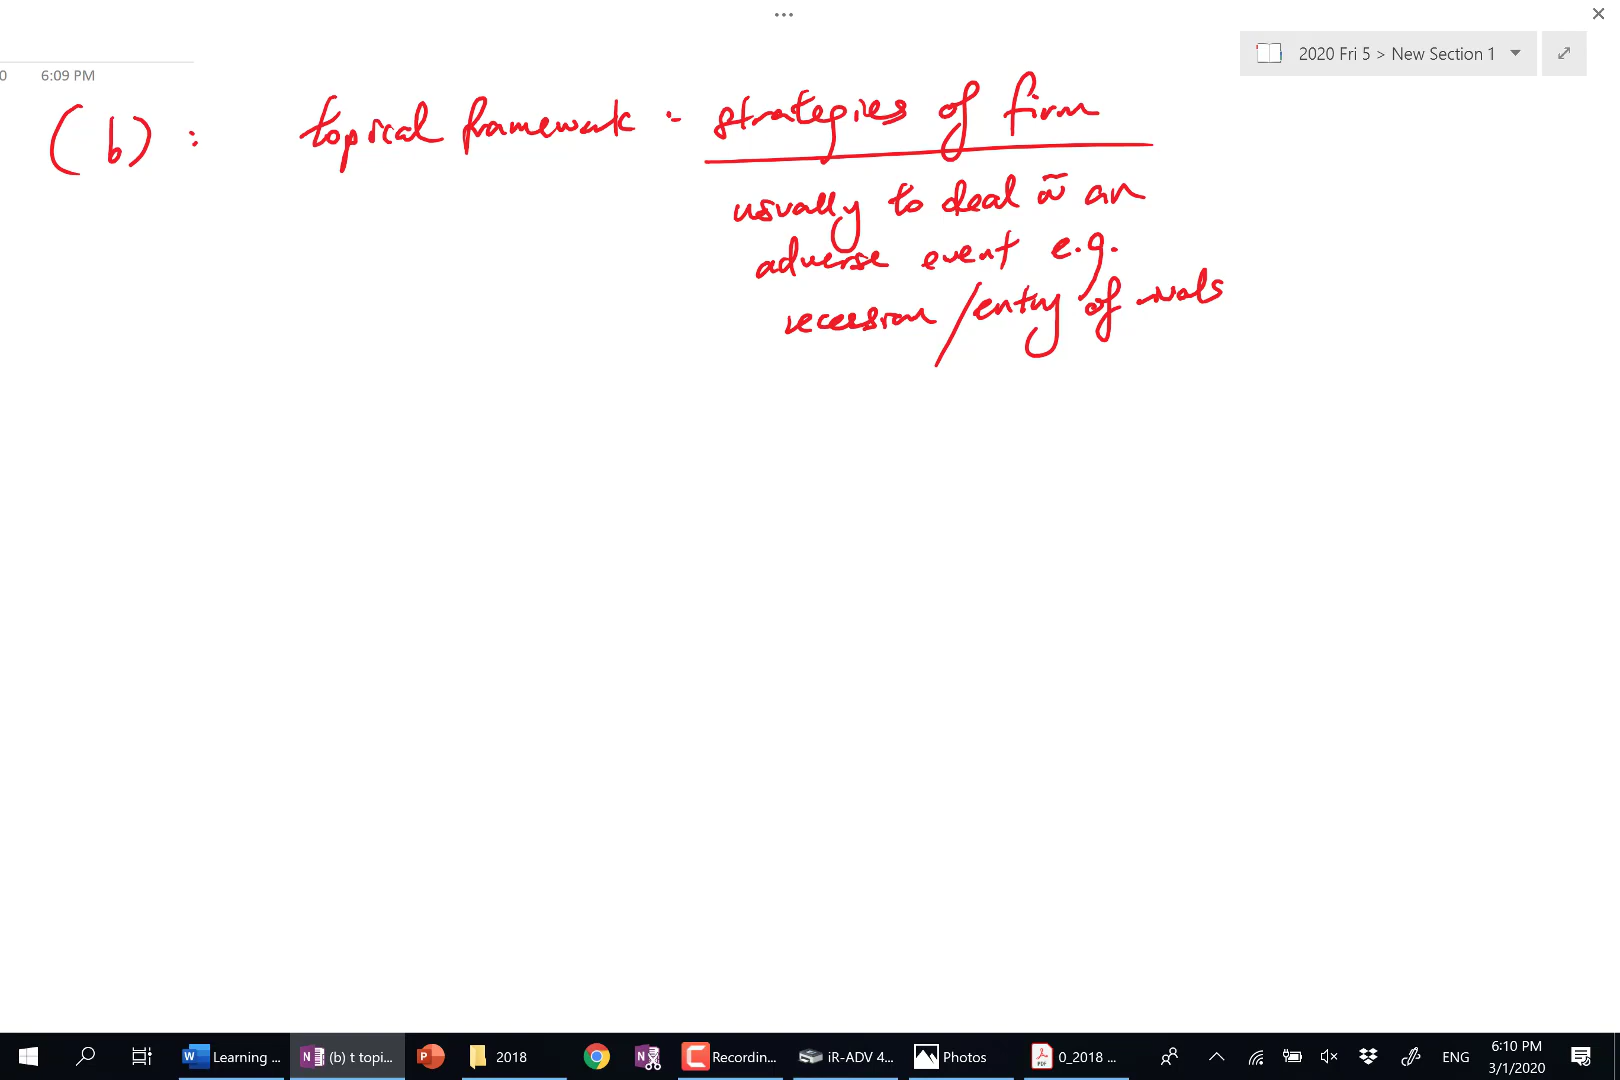 ...
2020 Fri 5 > New Section 1
0 6:09 PM
(b) : topical framework : strategies of firm
usually to deal w̃ an
adverse event e.g.
recession / entry of rivals
Learning ...
(b) t topi...
2018
Recordin...
iR-ADV 4...
Photos
0_2018 ...
ENG
6:10 PM
3/1/2020